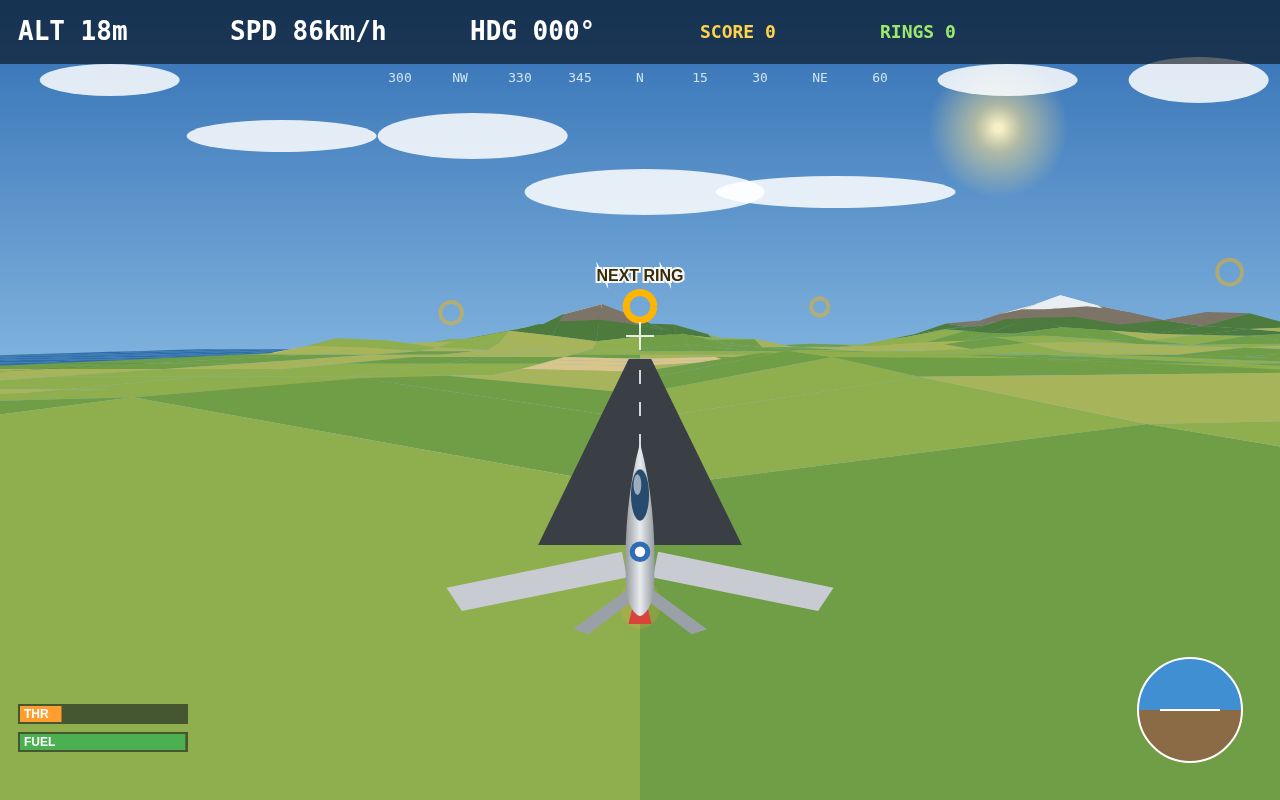 ALT 18m SPD 86km/h HDG 000° SCORE 0 RINGS 0
300 NW 330 345 N 15 30 NE 60
NEXT RING
THR
FUEL